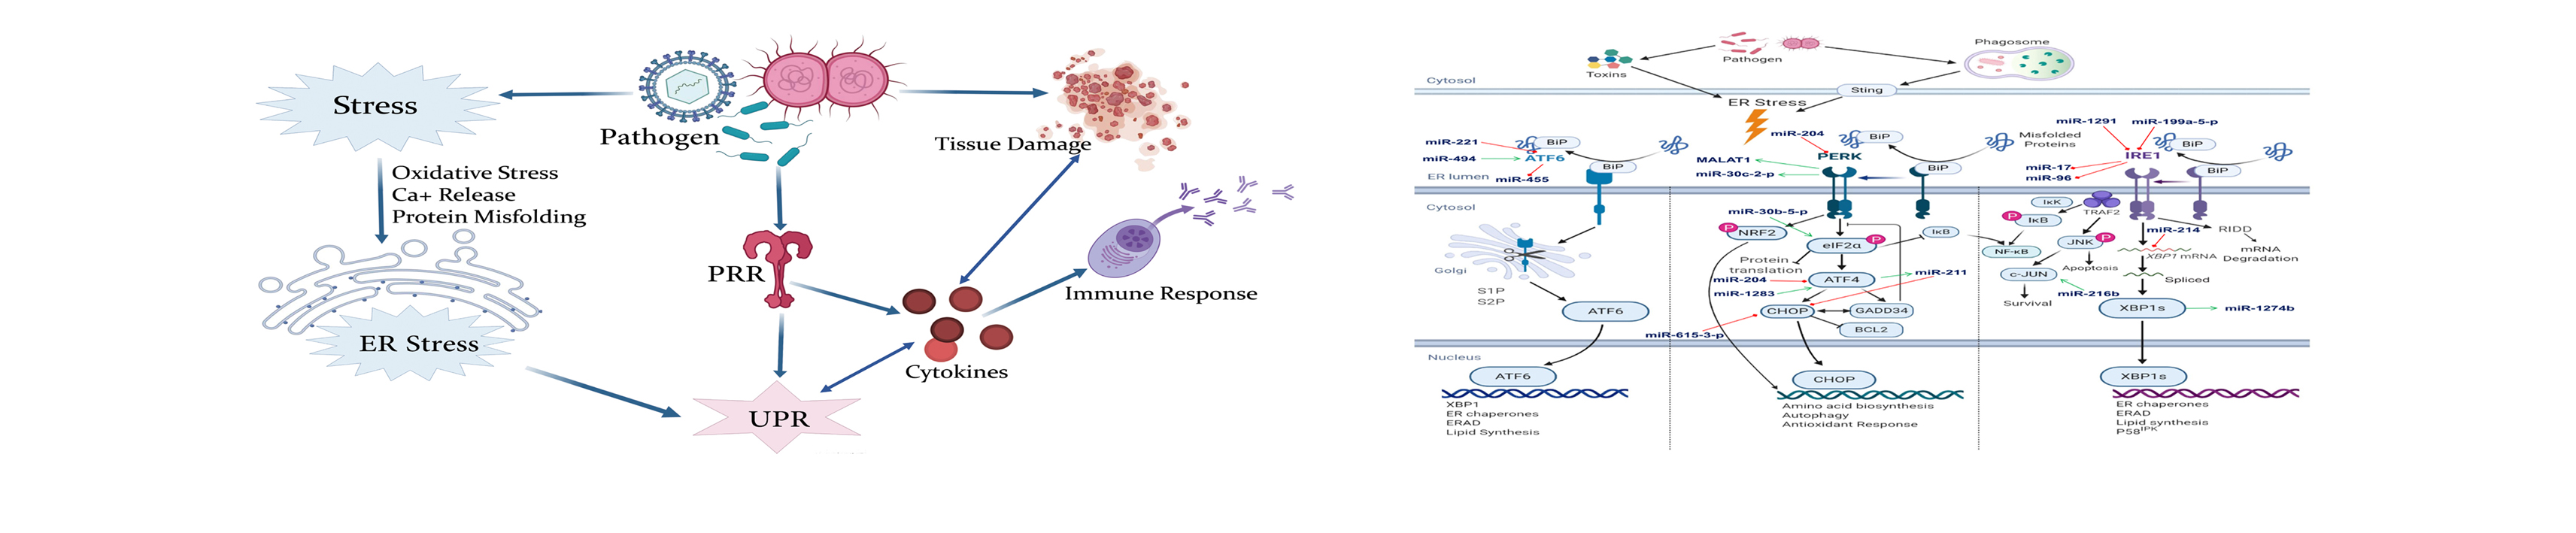 Stress
Pathogen
Tissue Damage
Oxidative Stress
Ca+ Release
Protein Misfolding
PRR
Immune Response
ER Stress
Cytokines
UPR
Phagosome
Pathogen
Toxins
Cytosol
Sting
ER Stress
miR-1291
miR-199a-5-p
miR-204
BiP
Misfolded
Proteins
miR-221
BiP
BiP
miR-494
ATF6
MALAT1
PERK
IRE1
BiP
BiP
miR-17
BiP
ER lumen
miR-455
miR-30c-2-p
miR-96
Cytosol
miR-30b-5-p
IκK
TRAF2
P
IκB
P
NRF2
P
eIF2α
IκB
JNK
P
miR-214
RIDD
NF-κB
XBP1 mRNA
mRNA
Degradation
Protein
translation
Golgi
c-JUN
Apoptosis
Spliced
miR-204
ATF4
miR-211
S1P
S2P
miR-1283
miR-216b
Survival
ATF6
CHOP
GADD34
XBP1s
miR-1274b
BCL2
miR-615-3-p
Nucleus
ATF6
CHOP
XBP1s
XBP1
ER chaperones
ERAD
Lipid Synthesis
Amino acid biosynthesis
Autophagy
Antioxidant Response
ER chaperones
ERAD
Lipid synthesis
P58IPK